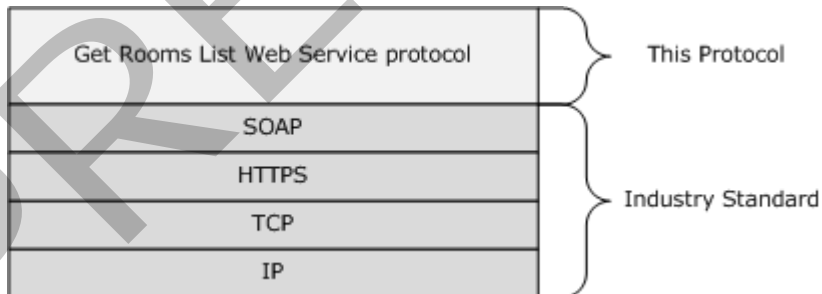 Get Rooms List Web Service protocol
This Protocol
SOAP
HTTPS
Industry Standard
TCP
IP